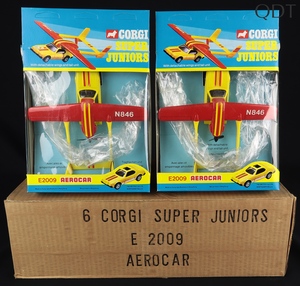 QDT
CORGI
SUPER
JUNIORS
N846
E2009 AEROCAR
CORGI
SUPER
JUNIORS
N846
E2009 AEROCAR
6 CORGI SUPER JUNIORS
E 2009
AEROCAR